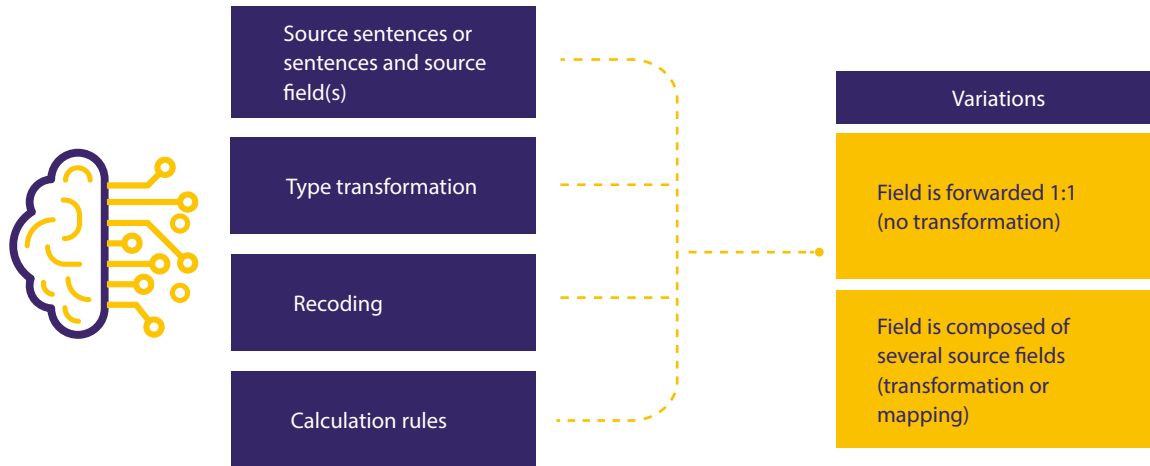 Source sentences or
sentences and source
field(s)
Type transformation
Recoding
Calculation rules
Variations
Field is forwarded 1:1
(no transformation)
Field is composed of
several source fields
(transformation or
mapping)